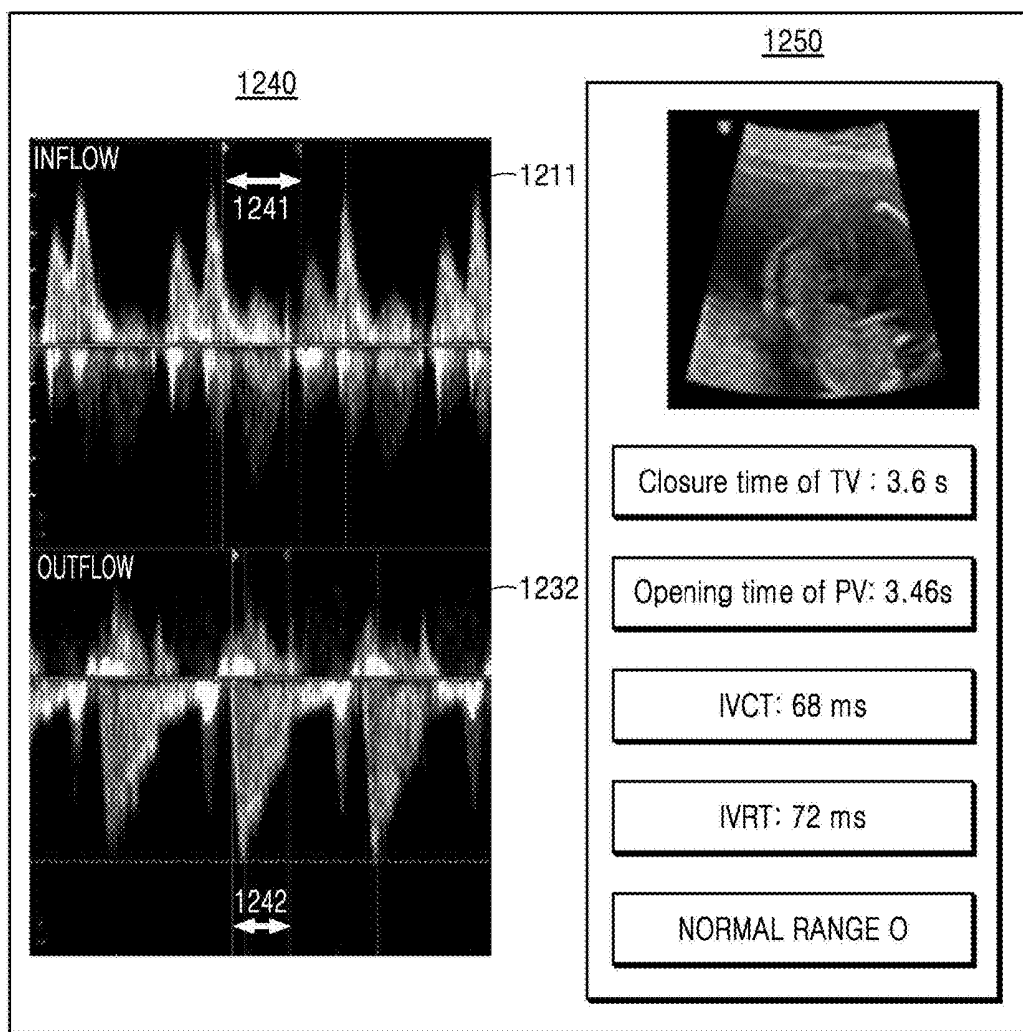 1250
1240
INFLOW
1211
1241
OUTFLOW
1232
1242
Closure time of TV : 3.6 s
Opening time of PV: 3.46s
IVCT: 68 ms
IVRT: 72 ms
NORMAL RANGE O